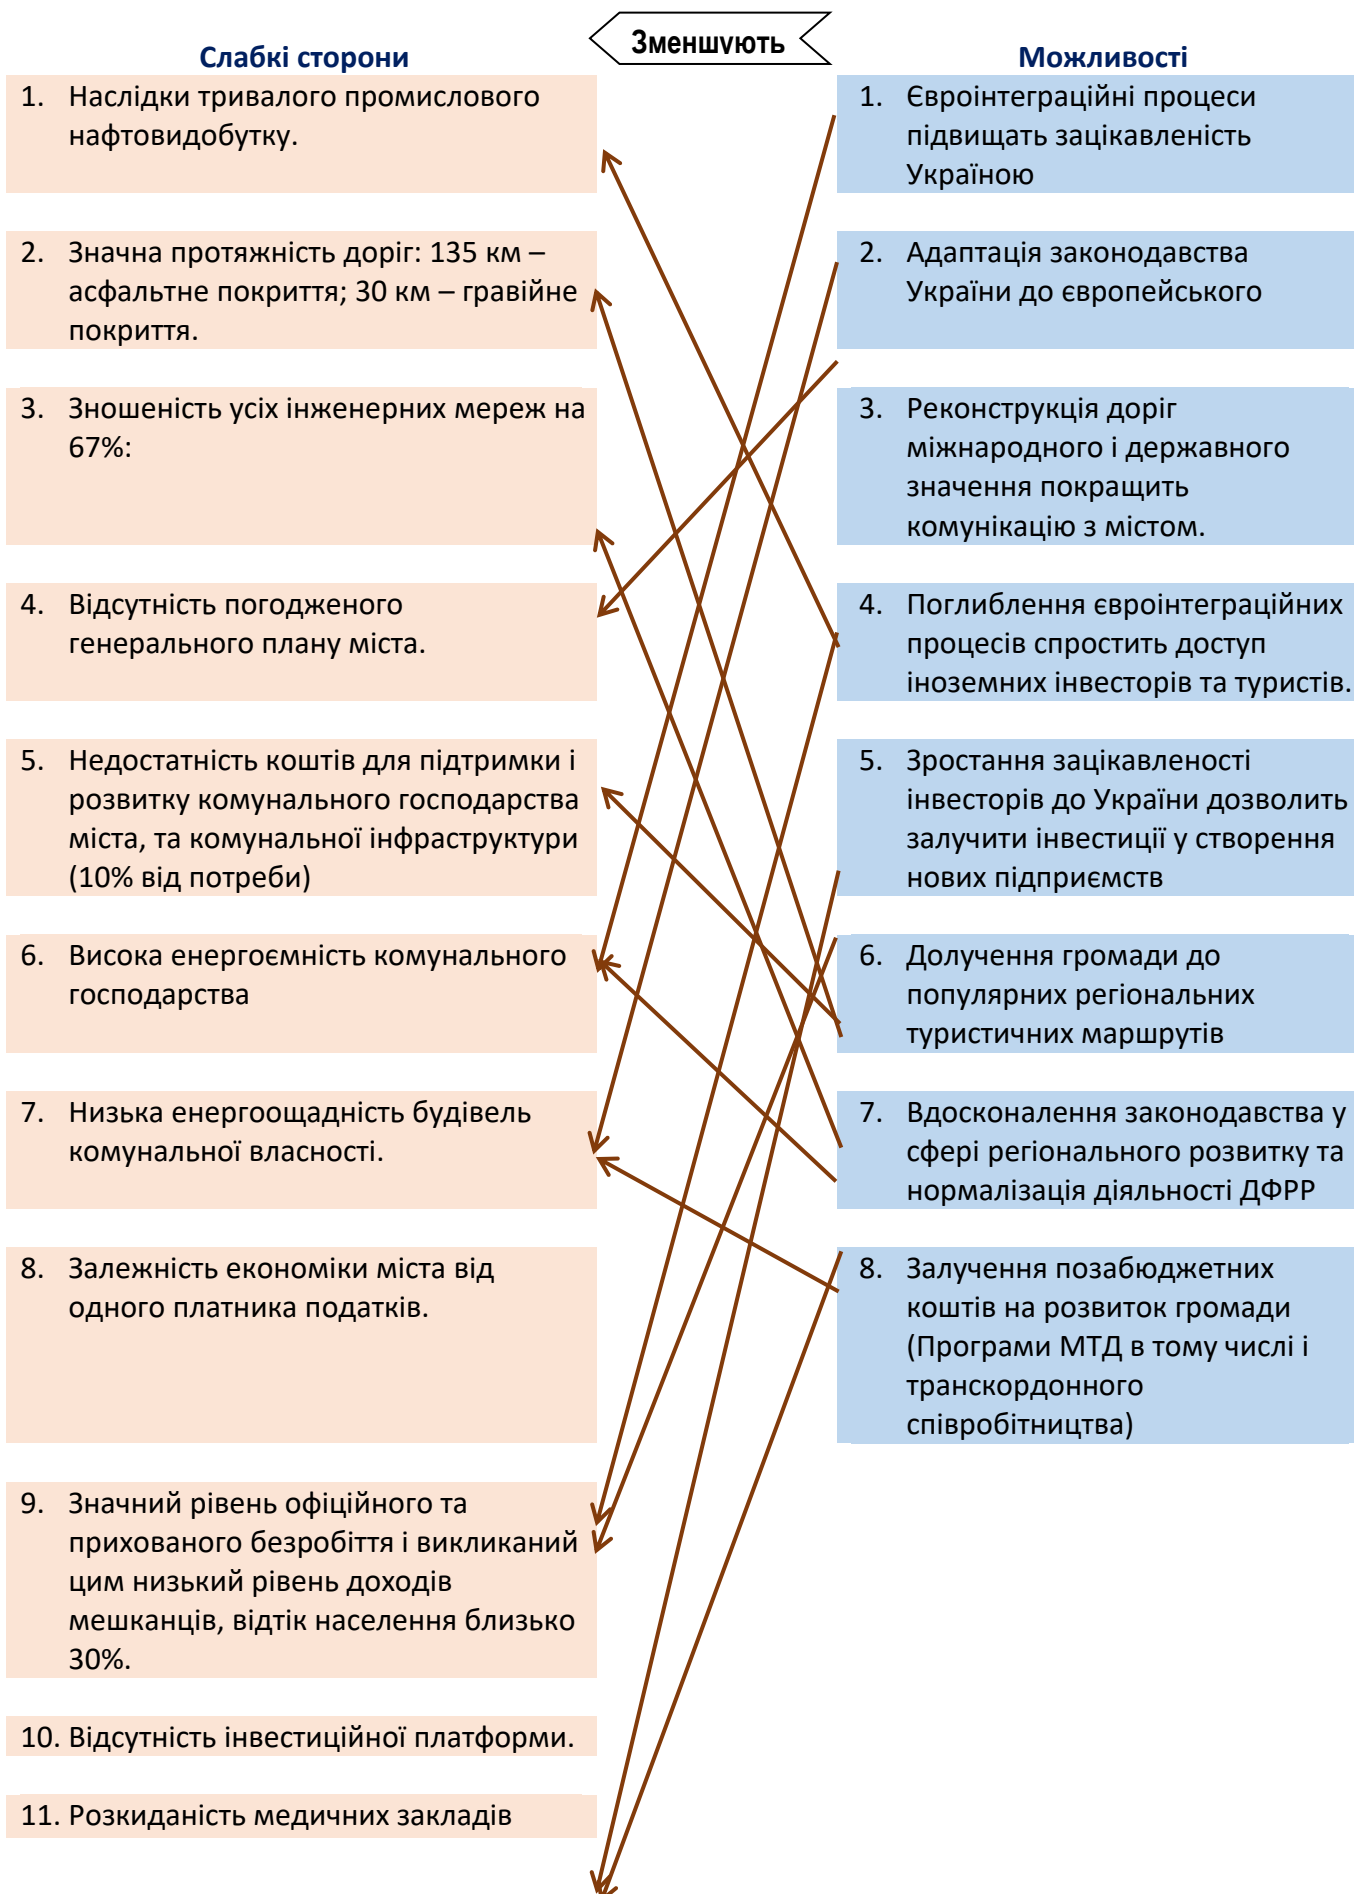 Зменшують
Слабкі сторони
1. Наслідки тривалого промислового
нафтовидобутку.
2. Значна протяжність доріг: 135 км –
асфальтне покриття; 30 км – гравійне
покриття.
3. Зношеність усіх інженерних мереж на
67%:
4. Відсутність погодженого
генерального плану міста.
5. Недостатність коштів для підтримки і
розвитку комунального господарства
міста, та комунальної інфраструктури
(10% від потреби)
6. Висока енергоємність комунального
господарства
7. Низька енергоощадність будівель
комунальної власності.
8. Залежність економіки міста від
одного платника податків.
9. Значний рівень офіційного та
прихованого безробіття і викликаний
цим низький рівень доходів
мешканців, відтік населення близько
30%.
10. Відсутність інвестиційної платформи.
11. Розкиданість медичних закладів
Можливості
1. Євроінтеграційні процеси
підвищать зацікавленість
Україною
2. Адаптація законодавства
України до європейського
3. Реконструкція доріг
міжнародного і державного
значення покращить
комунікацію з містом.
4. Поглиблення євроінтеграційних
процесів спростить доступ
іноземних інвесторів та туристів.
5. Зростання зацікавленості
інвесторів до України дозволить
залучити інвестиції у створення
нових підприємств
6. Долучення громади до
популярних регіональних
туристичних маршрутів
7. Вдосконалення законодавства у
сфері регіонального розвитку та
нормалізація діяльності ДФРР
8. Залучення позабюджетних
коштів на розвиток громади
(Програми МТД в тому числі і
транскордонного
співробітництва)